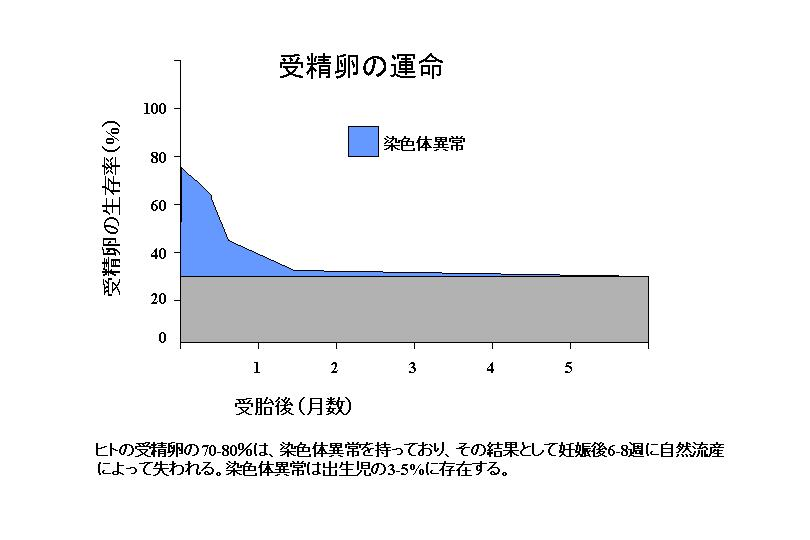 受精卵の運命
染色体異常
受精卵の生存率(%)
100
80
60
40
20
0
1
2
3
4
5
受胎後(月数)
ヒトの受精卵の70-80%は、染色体異常を持っており、その結果として妊娠後6-8週に自然流産
によって失われる。染色体異常は出生児の3-5%に存在する。